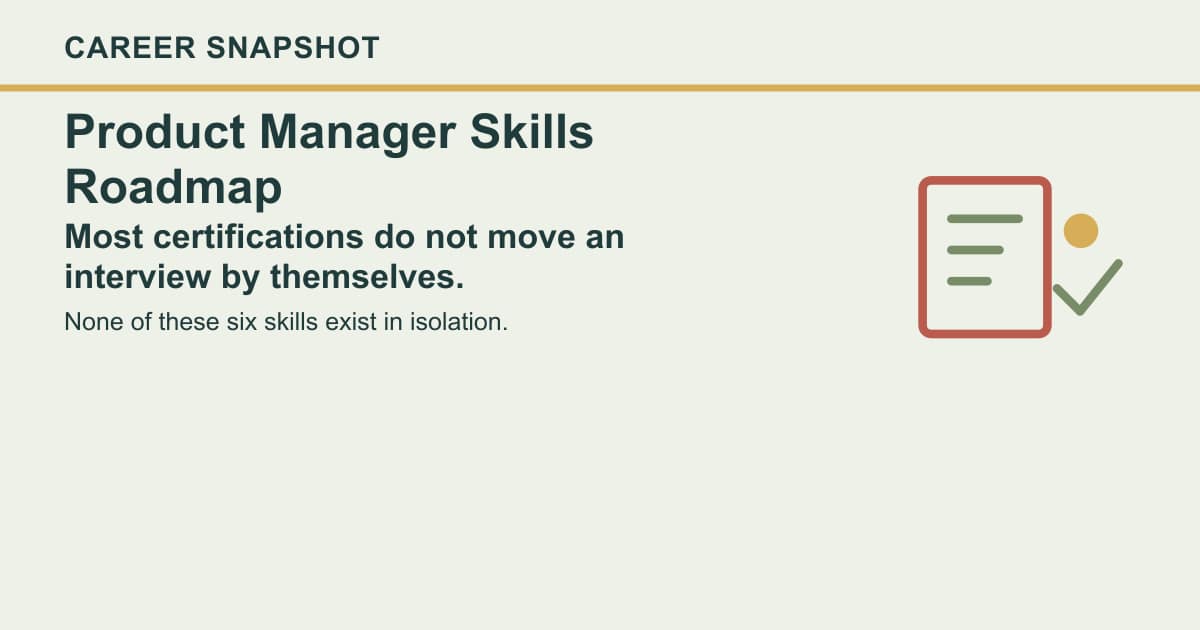 CAREER SNAPSHOT
Product Manager Skills
Roadmap
Most certifications do not move an
interview by themselves.
None of these six skills exist in isolation.